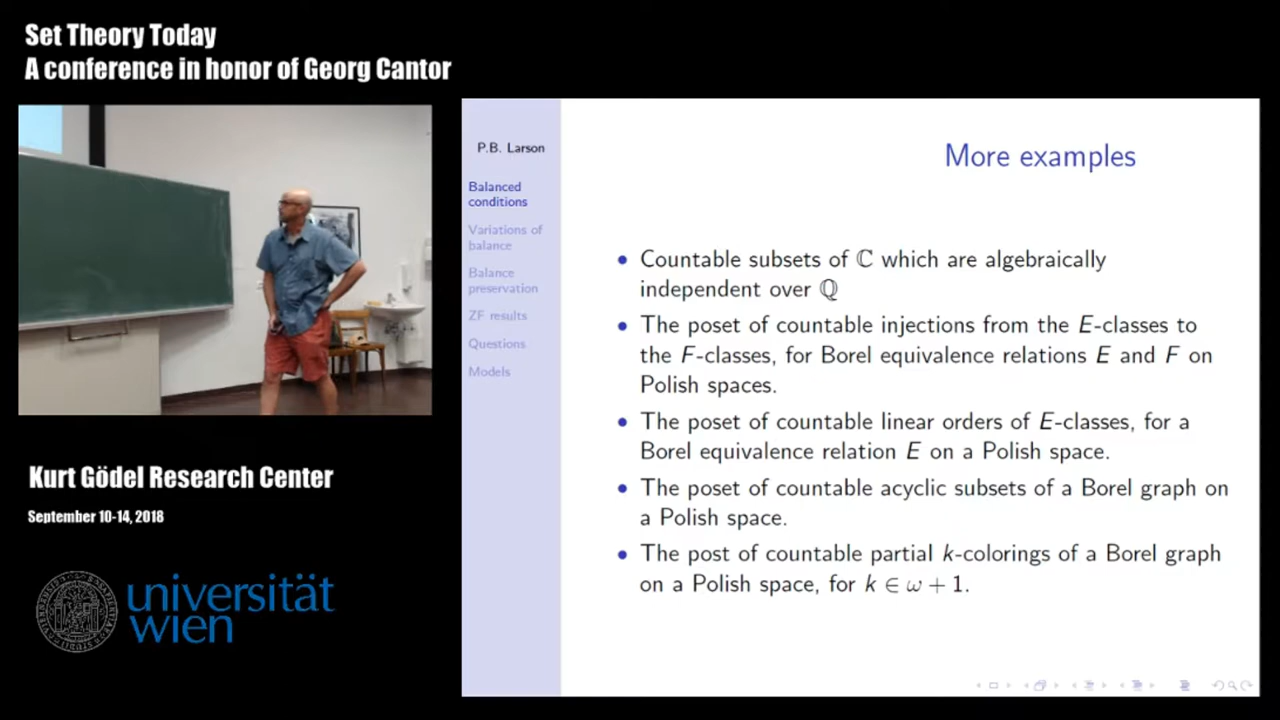 Set Theory Today
A conference in honor of Georg Cantor
P.B. Larson
Balanced
conditions
Variations of
balance
Balance
preservation
ZF results
Questions
Models
More examples
• Countable subsets of ℂ which are algebraically
independent over ℚ
• The poset of countable injections from the E-classes to
the F-classes, for Borel equivalence relations E and F on
Polish spaces.
• The poset of countable linear orders of E-classes, for a
Borel equivalence relation E on a Polish space.
• The poset of countable acyclic subsets of a Borel graph on
a Polish space.
• The post of countable partial k-colorings of a Borel graph
on a Polish space, for k ∈ ω + 1.
Kurt Gödel Research Center
September 10-14, 2018
universität
wien